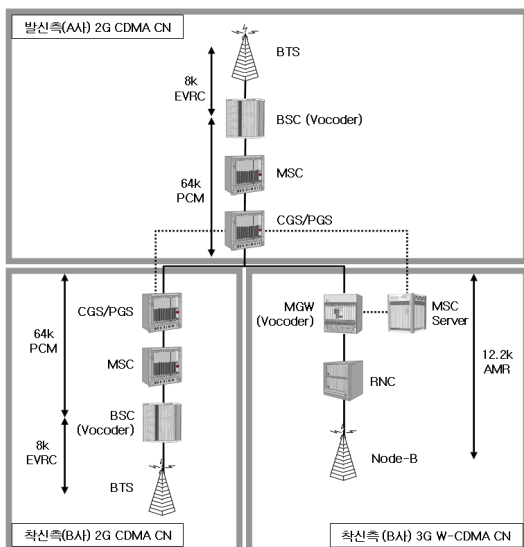 발신측(A사) 2G CDMA CN
BTS
8k
EVRC
BSC (Vocoder)
MSC
64k
PCM
CGS/PGS
CGS/PGS
64k
PCM
MSC
BSC
(Vocoder)
8k
EVRC
BTS
착신측(B사) 2G CDMA CN
MGW
(Vocoder)
MSC
Server
12.2k
AMR
RNC
Node-B
착신측 (B사) 3G W-CDMA CN